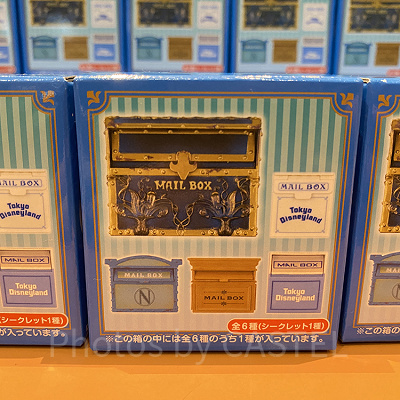 MAIL BOX
MAIL BOX
Tokyo
Disneyland
MAIL BOX
Tokyo
Disneyland
MAIL BOX
N
MAIL BOX
MAIL BOX
Tokyo
Disneyland
MAIL BOX
Tokyo
Disneyland
(シークレット1種)
が入っています。
全6種(シークレット1種)
※この箱の中には全6種のうち1種が入っています。
※この箱の中
Photos by CASTEL